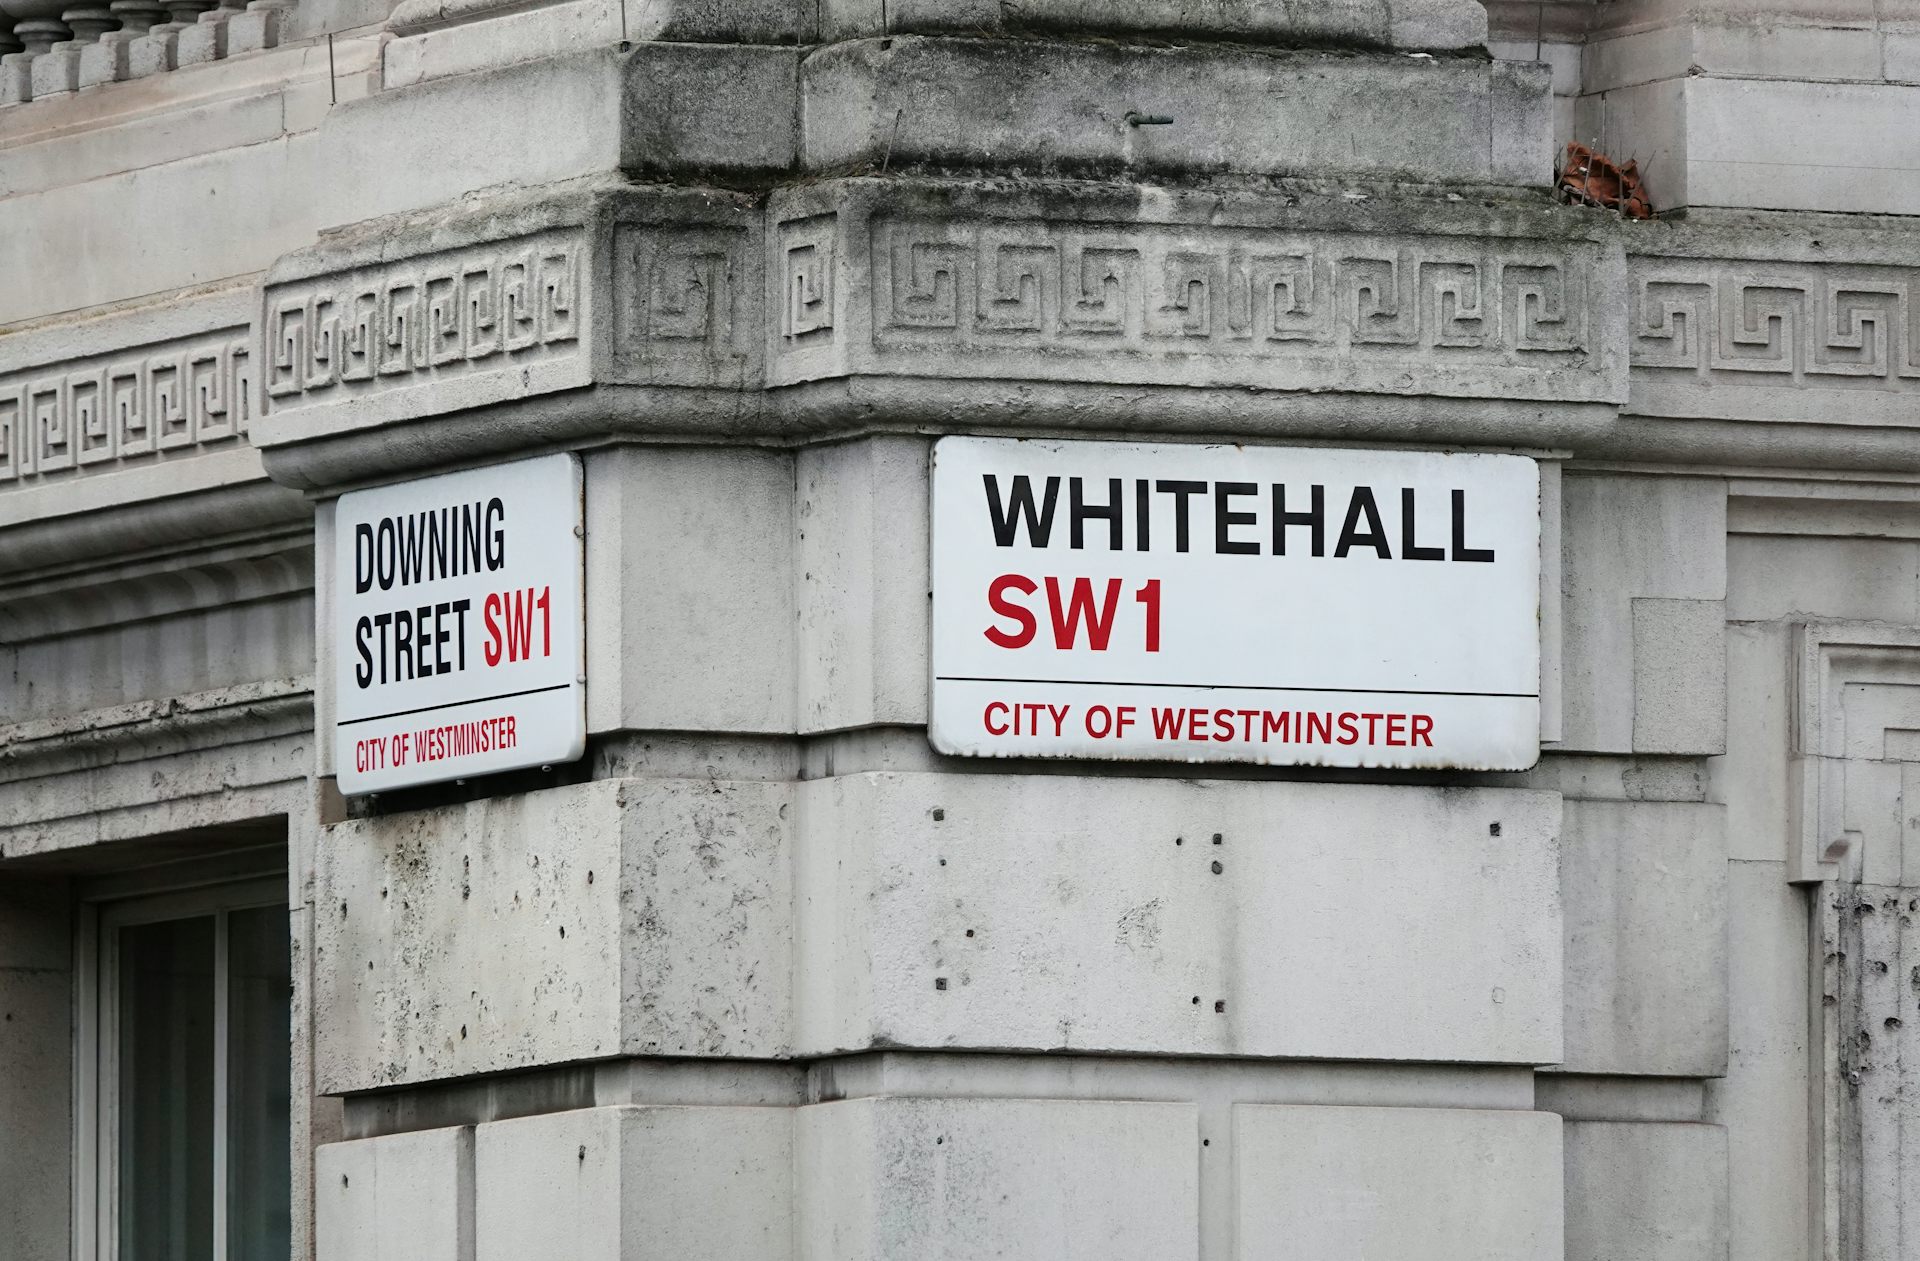 DOWNING
STREET SW1
CITY OF WESTMINSTER
WHITEHALL
SW1
CITY OF WESTMINSTER